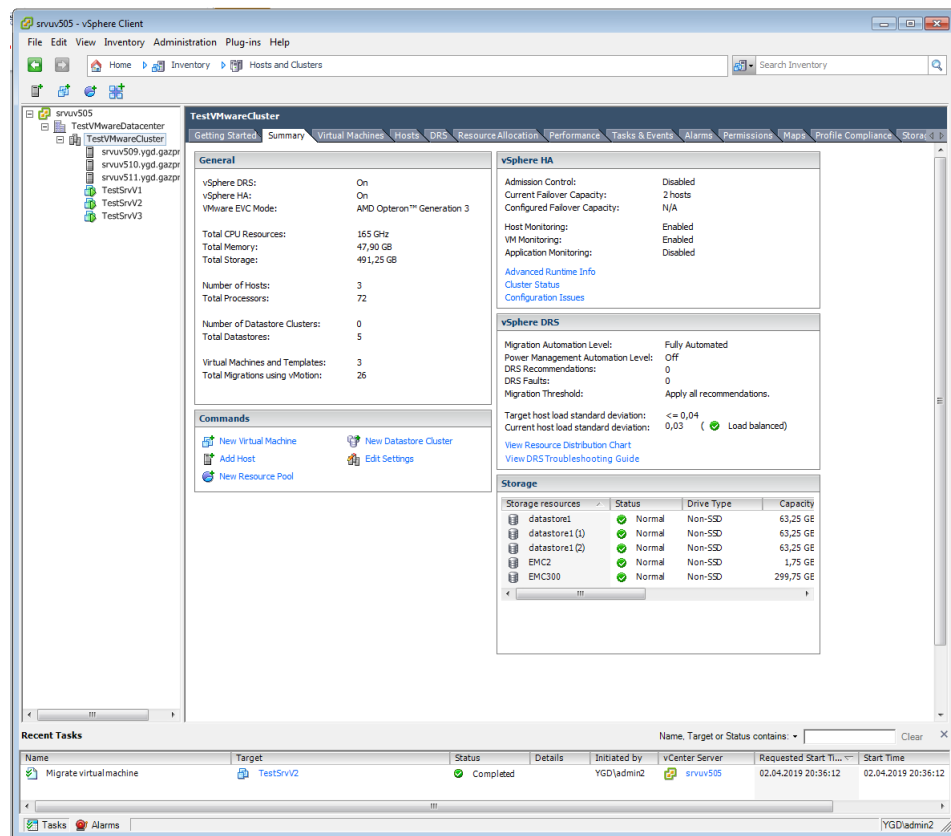 srvuv505 - vSphere Client
File Edit View Inventory Administration Plug-ins Help
Home Inventory Hosts and Clusters
Search Inventory
srvuv505
TestVMwareDatacenter
TestVMwareCluster
srvuv509.ygd.gazpr
srvuv510.ygd.gazpr
srvuv511.ygd.gazpr
TestSrvV1
TestSrvV2
TestSrvV3
TestVMwareCluster
Getting Started Summary Virtual Machines Hosts DRS Resource Allocation Performance Tasks & Events Alarms Permissions Maps Profile Compliance Storag
General
vSphere DRS: On
vSphere HA: On
VMware EVC Mode: AMD Opteron™ Generation 3
Total CPU Resources: 165 GHz
Total Memory: 47,90 GB
Total Storage: 491,25 GB
Number of Hosts: 3
Total Processors: 72
Number of Datastore Clusters: 0
Total Datastores: 5
Virtual Machines and Templates: 3
Total Migrations using vMotion: 26
Commands
New Virtual Machine New Datastore Cluster
Add Host Edit Settings
New Resource Pool
vSphere HA
Admission Control: Disabled
Current Failover Capacity: 2 hosts
Configured Failover Capacity: N/A
Host Monitoring: Enabled
VM Monitoring: Enabled
Application Monitoring: Disabled
Advanced Runtime Info
Cluster Status
Configuration Issues
vSphere DRS
Migration Automation Level: Fully Automated
Power Management Automation Level: Off
DRS Recommendations: 0
DRS Faults: 0
Migration Threshold: Apply all recommendations.
Target host load standard deviation: <= 0,04
Current host load standard deviation: 0,03 ( Load balanced)
View Resource Distribution Chart
View DRS Troubleshooting Guide
Storage
Storage resources Status Drive Type Capacity
datastore1 Normal Non-SSD 63,25 GB
datastore1 (1) Normal Non-SSD 63,25 GB
datastore1 (2) Normal Non-SSD 63,25 GB
EMC2 Normal Non-SSD 1,75 GB
EMC300 Normal Non-SSD 299,75 GB
Recent Tasks Name, Target or Status contains: Clear
Name Target Status Details Initiated by vCenter Server Requested Start Ti... Start Time
Migrate virtual machine TestSrvV2 Completed YGD\admin2 srvuv505 02.04.2019 20:36:12 02.04.2019 20:36:12
Tasks Alarms YGD\admin2